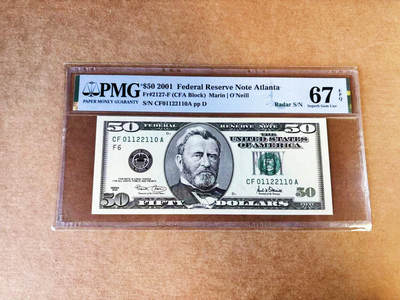 PMG
PAPER MONEY GUARANTY
$50 2001 Federal Reserve Note Atlanta
Fr#2127-F (CFA Block) Marin | O'Neill
S/N CF01122110A pp D
Radar S/N
67 EPQ
Superb Gem Unc
50
FEDERAL RESERVE NOTE
THE UNITED STATES
OF AMERICA
50
CF 01122110 A
F6
CF 01122110 A
50
50
FIFTY DOLLARS
50